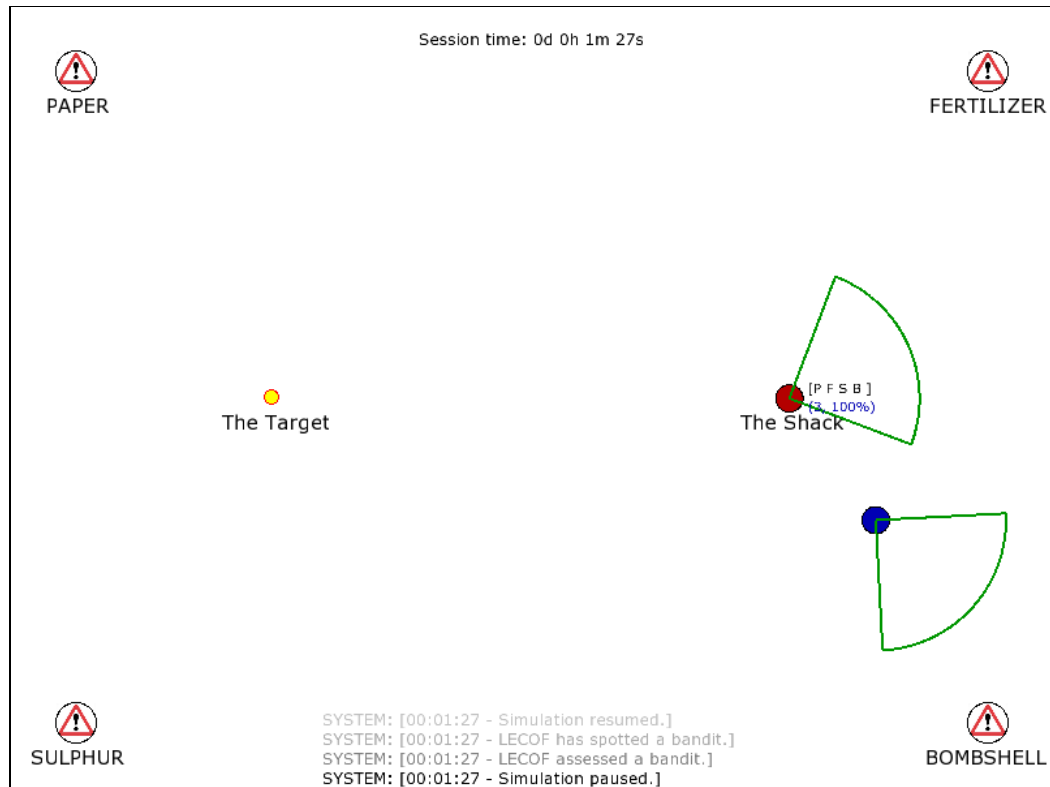 Session time: 0d 0h 1m 27s
PAPER
FERTILIZER
[P F S B ]
(2, 100%)
The Target
The Shack
SULPHUR
BOMBSHELL
SYSTEM: [00:01:27 - Simulation resumed.]
SYSTEM: [00:01:27 - LECOF has spotted a bandit.]
SYSTEM: [00:01:27 - LECOF assessed a bandit.]
SYSTEM: [00:01:27 - Simulation paused.]